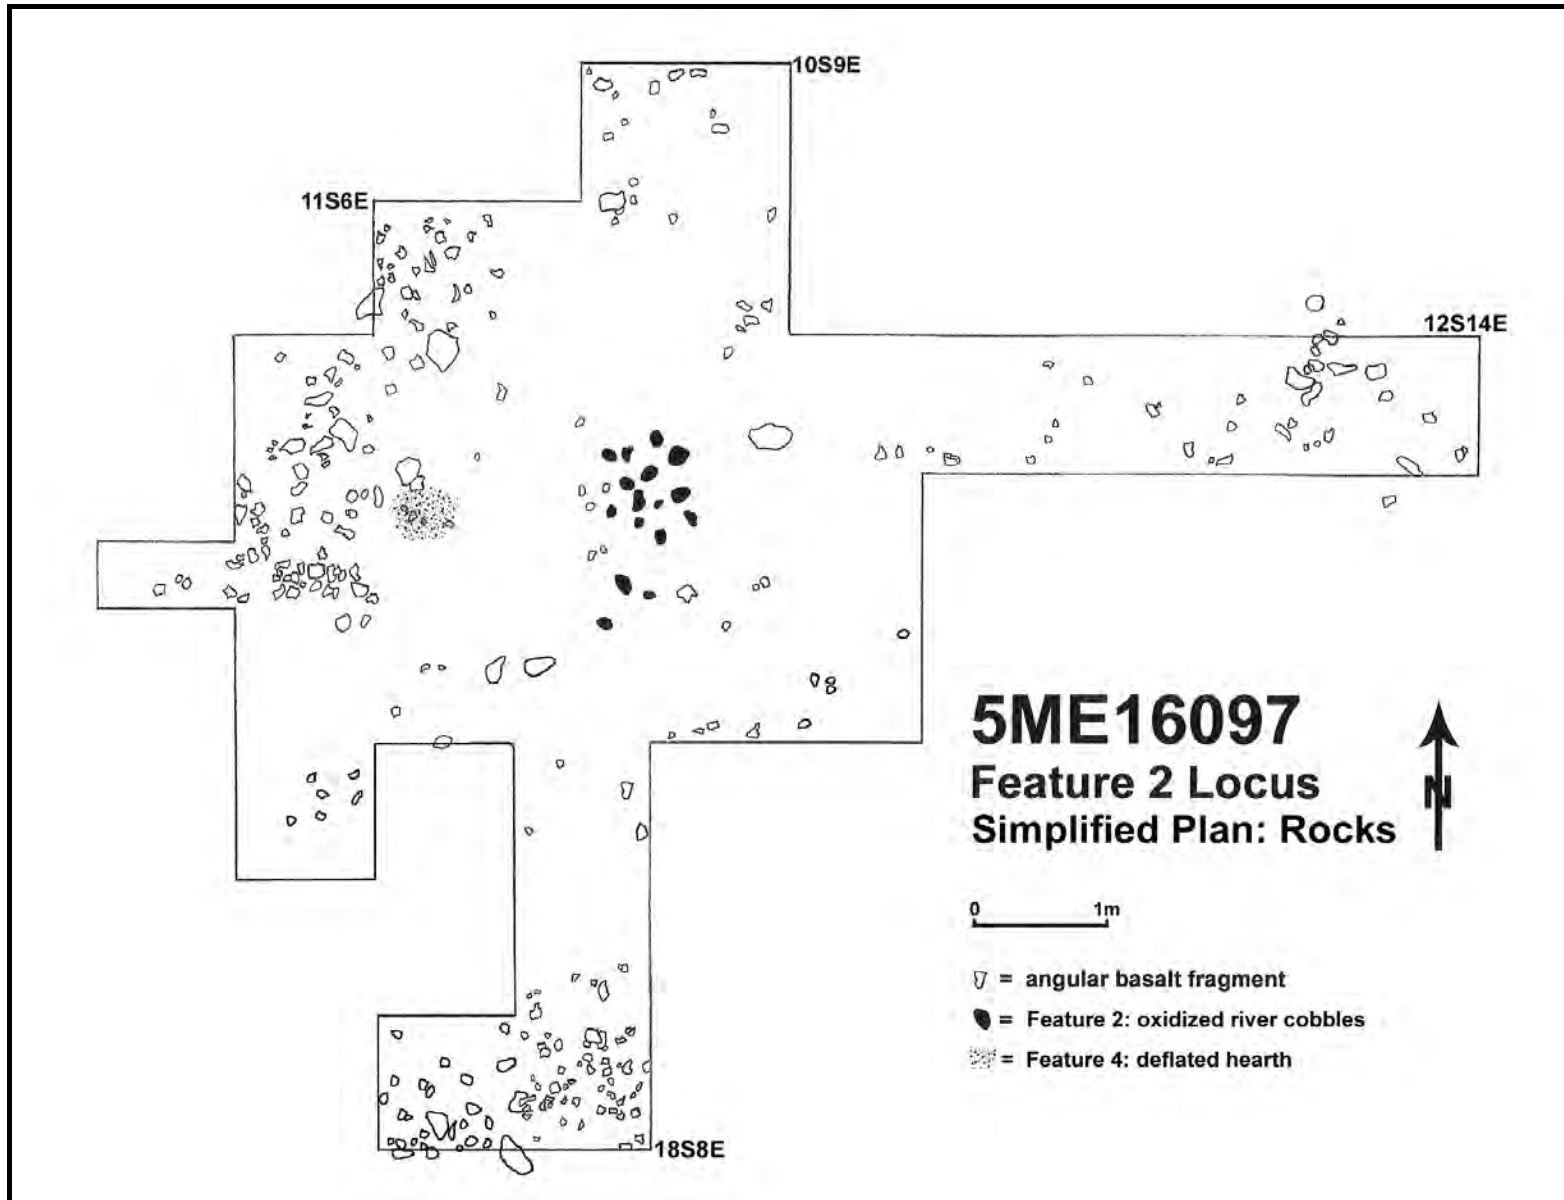 10S9E
11S6E
12S14E
5ME16097
Feature 2 Locus
Simplified Plan: Rocks
N
0 1m
= angular basalt fragment
= Feature 2: oxidized river cobbles
= Feature 4: deflated hearth
18S8E